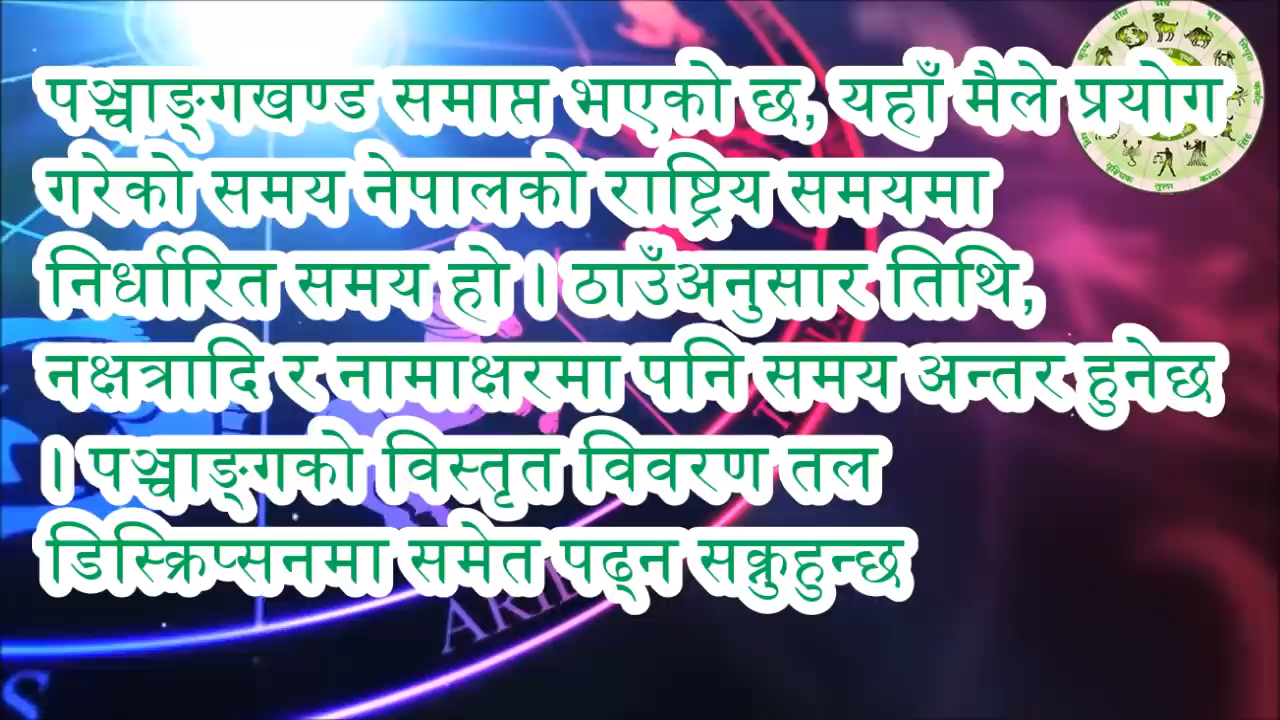 पञ्चाङ्गखण्ड समाप्त भएको छ, यहाँ मैले प्रयोग
गरेको समय नेपालको राष्ट्रिय समयमा
निर्धारित समय हो । ठाउँअनुसार तिथि,
नक्षत्रादि र नामाक्षरमा पनि समय अन्तर हुनेछ
। पञ्चाङ्गको विस्तृत विवरण तल
डिस्क्रिप्सनमा समेत पढ्न सक्नुहुन्छ
मीन
मेष
वृष
कुम्भ
सिंह
वृश्चिक
तुला
कन्या